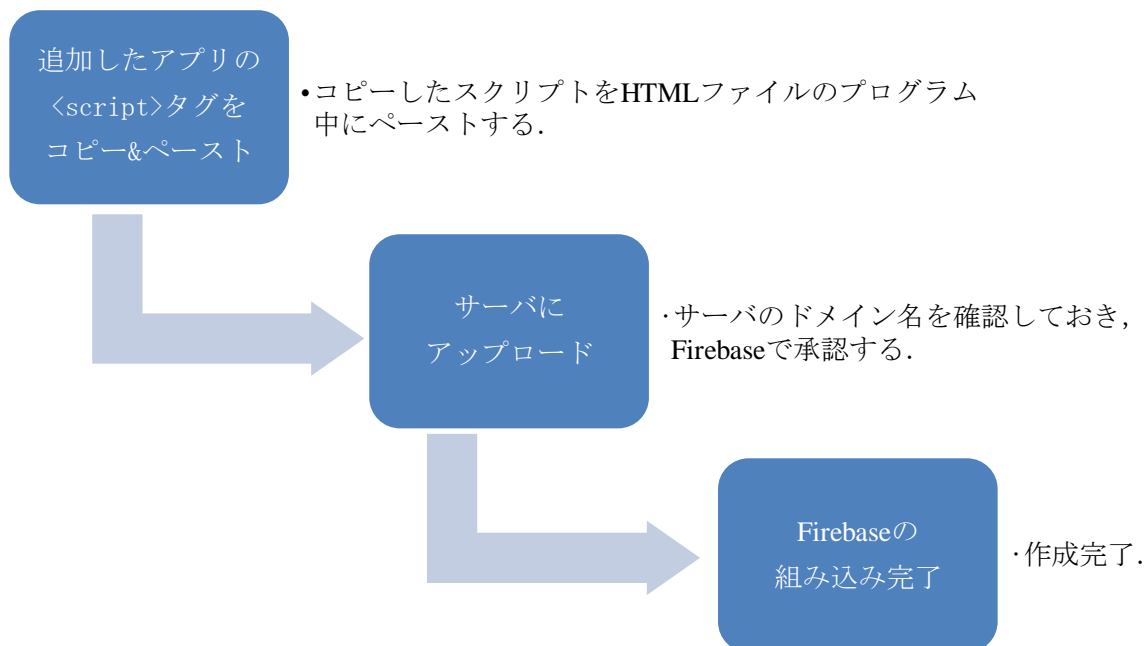 追加したアプリの
<script>タグを
コピー&ペースト
•コピーしたスクリプトをHTMLファイルのプログラム
中にペーストする.
サーバに
アップロード
·サーバのドメイン名を確認しておき,
Firebaseで承認する.
Firebaseの
組み込み完了
·作成完了.